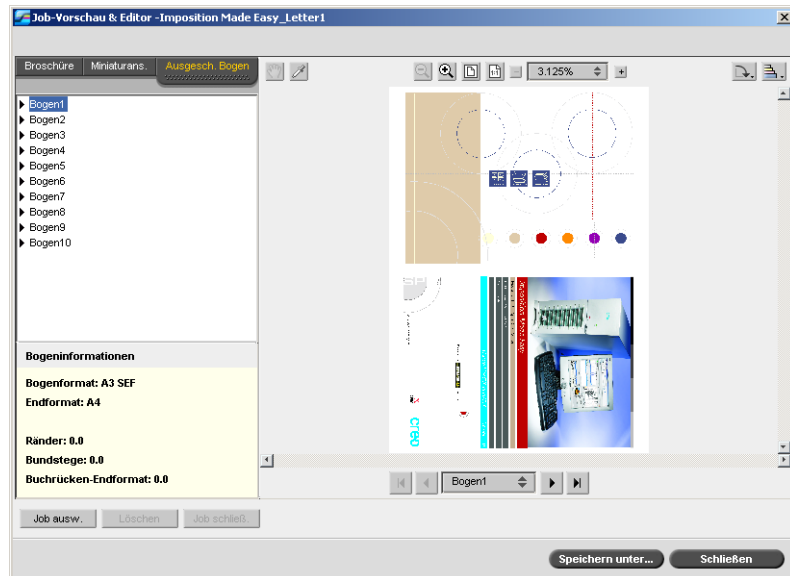 Job-Vorschau & Editor -Imposition Made Easy_Letter1
Broschüre Miniaturans. Ausgesch. Bogen
3.125%
Bogen1
Bogen2
Bogen3
Bogen4
Bogen5
Bogen6
Bogen7
Bogen8
Bogen9
Bogen10
Bogeninformationen
Bogenformat: A3 SEF
Endformat: A4
Ränder: 0.0
Bundstege: 0.0
Buchrücken-Endformat: 0.0
creo
Bogen1
Job ausw. Löschen Job schließ.
Speichern unter... Schließen